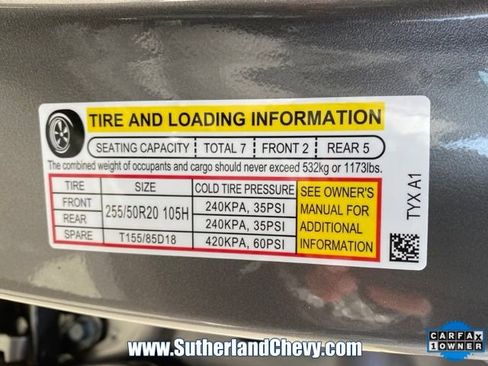 TIRE AND LOADING INFORMATION
SEATING CAPACITY TOTAL 7 FRONT 2 REAR 5
The combined weight of occupants and cargo should never exceed 532kg or 1173lbs.
TIRE SIZE COLD TIRE PRESSURE
FRONT 255/50R20 105H 240KPA, 35PSI
REAR 240KPA, 35PSI
SPARE T155/85D18 420KPA, 60PSI
SEE OWNER'S
MANUAL FOR
ADDITIONAL
INFORMATION
TYX A1
www.SutherlandChevy.com
CARFAX
1 OWNER